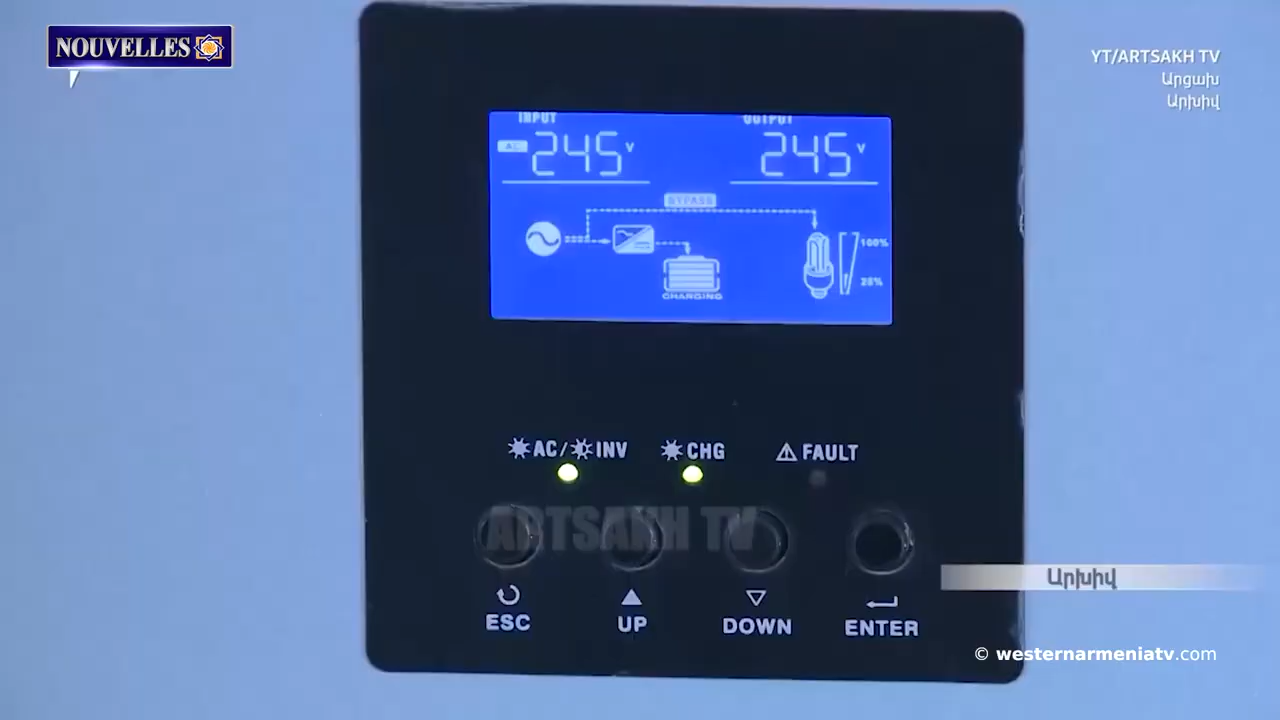 NOUVELLES
YT/ARTSAKH TV
Արցախ
Արխիվ
INPUT
OUTPUT
AC 245 V
245 V
BYPASS
100%
25%
CHARGING
AC/ INV
CHG
FAULT
ARTSAKH TV
Արխիվ
ESC
UP
DOWN
ENTER
© westernarmeniatv.com